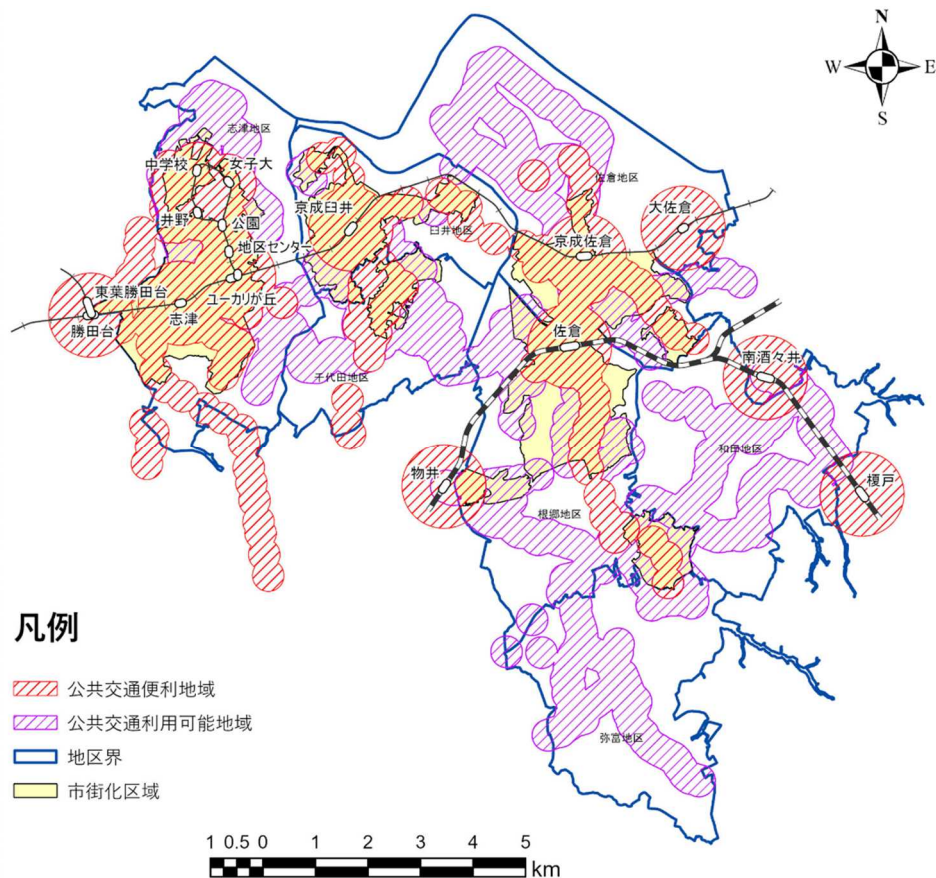 N
W
E
S
志津地区
中学校
女子大
井野
公園
地区センター
ユーカリが丘
東葉勝田台
勝田台
志津
京成臼井
臼井地区
千代田地区
佐倉地区
大佐倉
京成佐倉
佐倉
南酒々井
和田地区
榎戸
物井
根郷地区
弥富地区
凡例
公共交通便利地域
公共交通利用可能地域
地区界
市街化区域
1 0.5 0 1 2 3 4 5
km